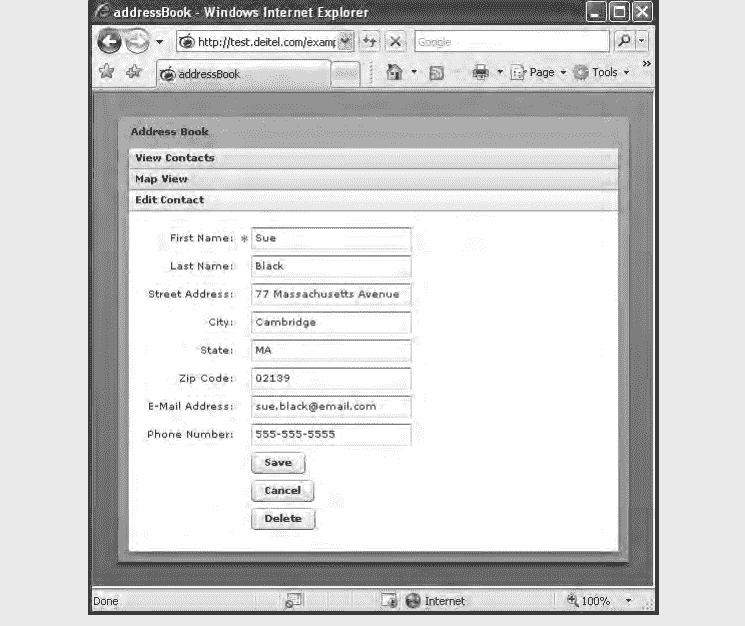 addressBook - Windows Internet Explorer
http://test.deitel.com/examp
Google
addressBook
Page
Tools
»
Address Book
View Contacts
Map View
Edit Contact
First Name: * Sue
Last Name: Black
Street Address: 77 Massachusetts Avenue
City: Cambridge
State: MA
Zip Code: 02139
E-Mail Address: sue.black@email.com
Phone Number: 555-555-5555
Save
Cancel
Delete
Done
Internet
100%